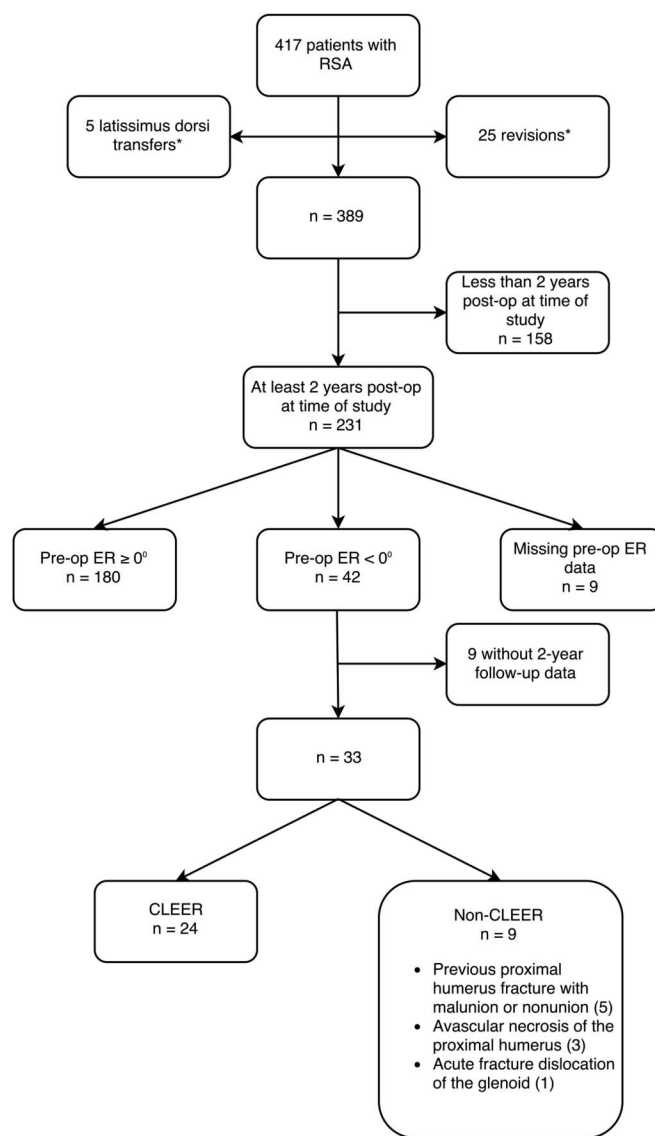 417 patients with
RSA
5 latissimus dorsi
transfers*
25 revisions*
n = 389
Less than 2 years
post-op at time of
study
n = 158
At least 2 years post-op
at time of study
n = 231
Pre-op ER ≥ 0⁰
n = 180
Pre-op ER < 0⁰
n = 42
Missing pre-op ER
data
n = 9
9 without 2-year
follow-up data
n = 33
CLEER
n = 24
Non-CLEER
n = 9
• Previous proximal
humerus fracture with
malunion or nonunion (5)
• Avascular necrosis of the
proximal humerus (3)
• Acute fracture dislocation
of the glenoid (1)